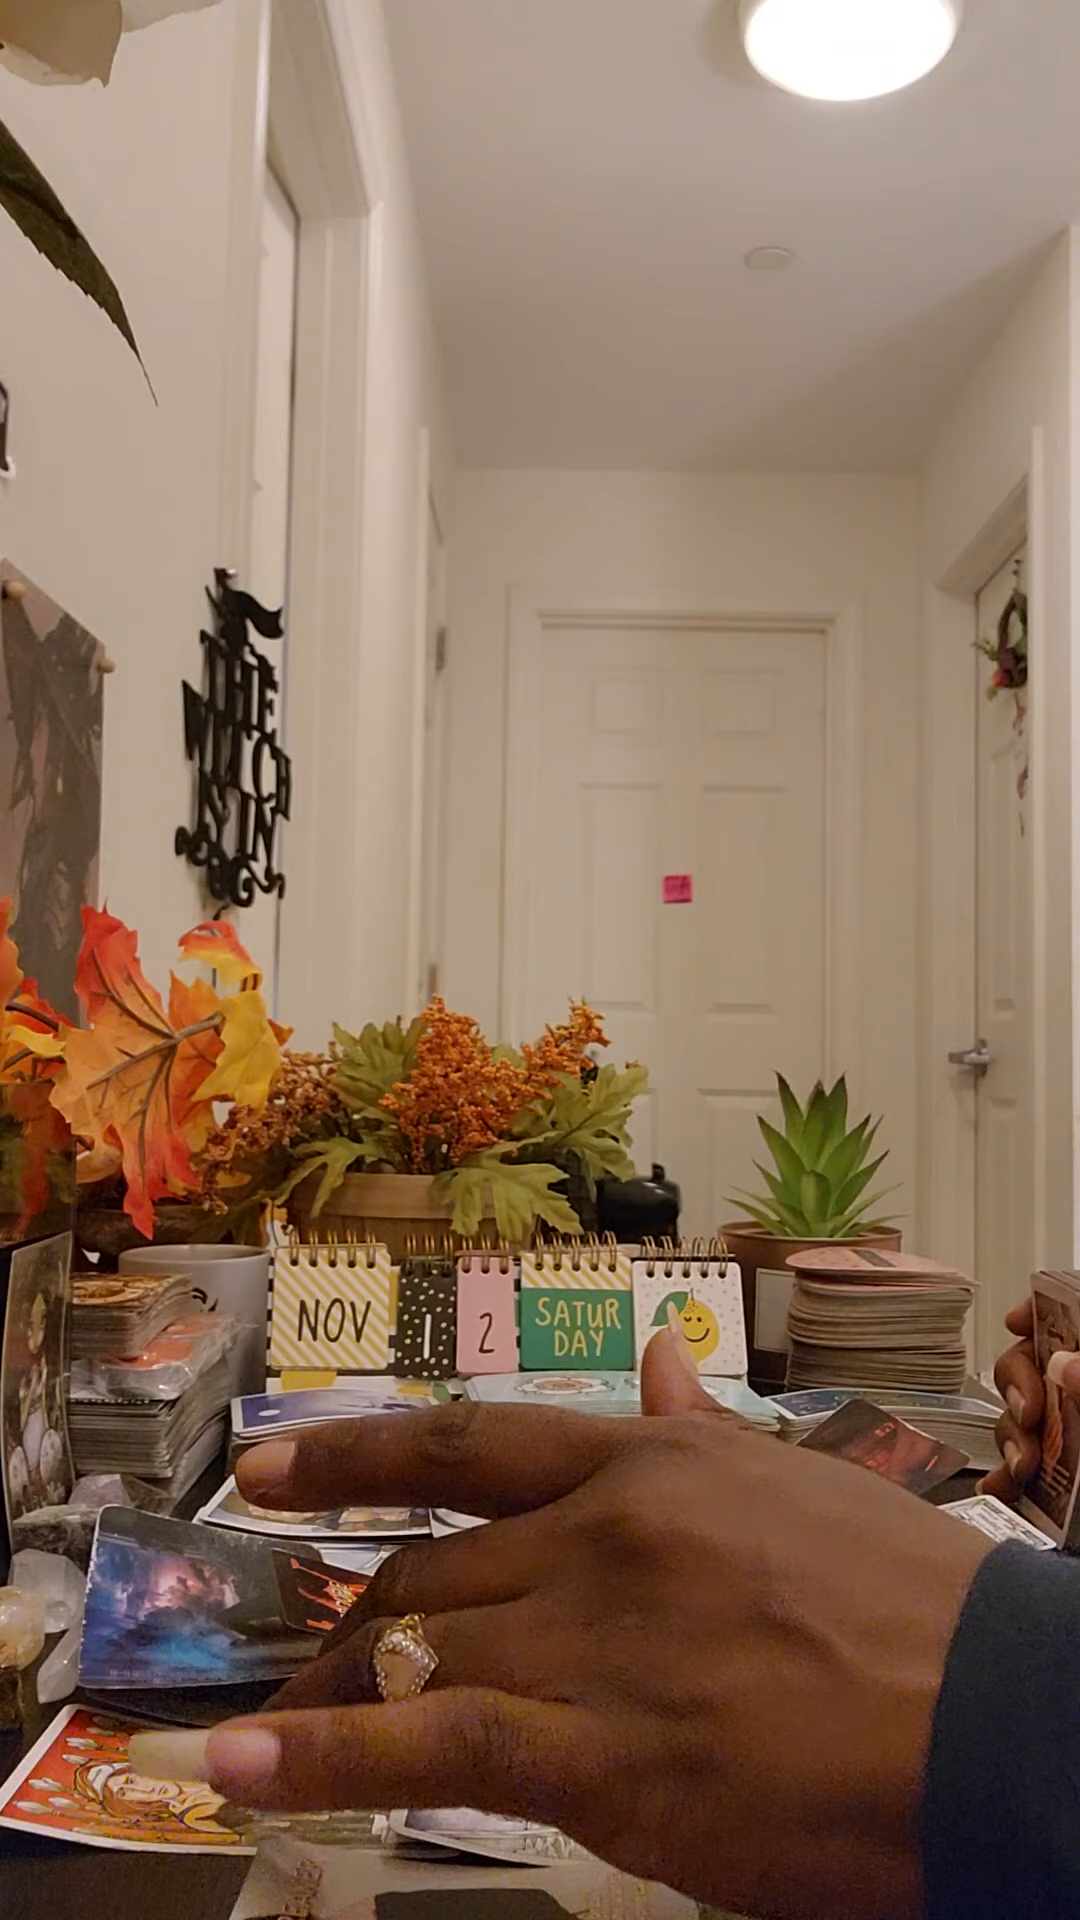 THE
WITCH
IS IN
NOV
1
2
SATUR
DAY